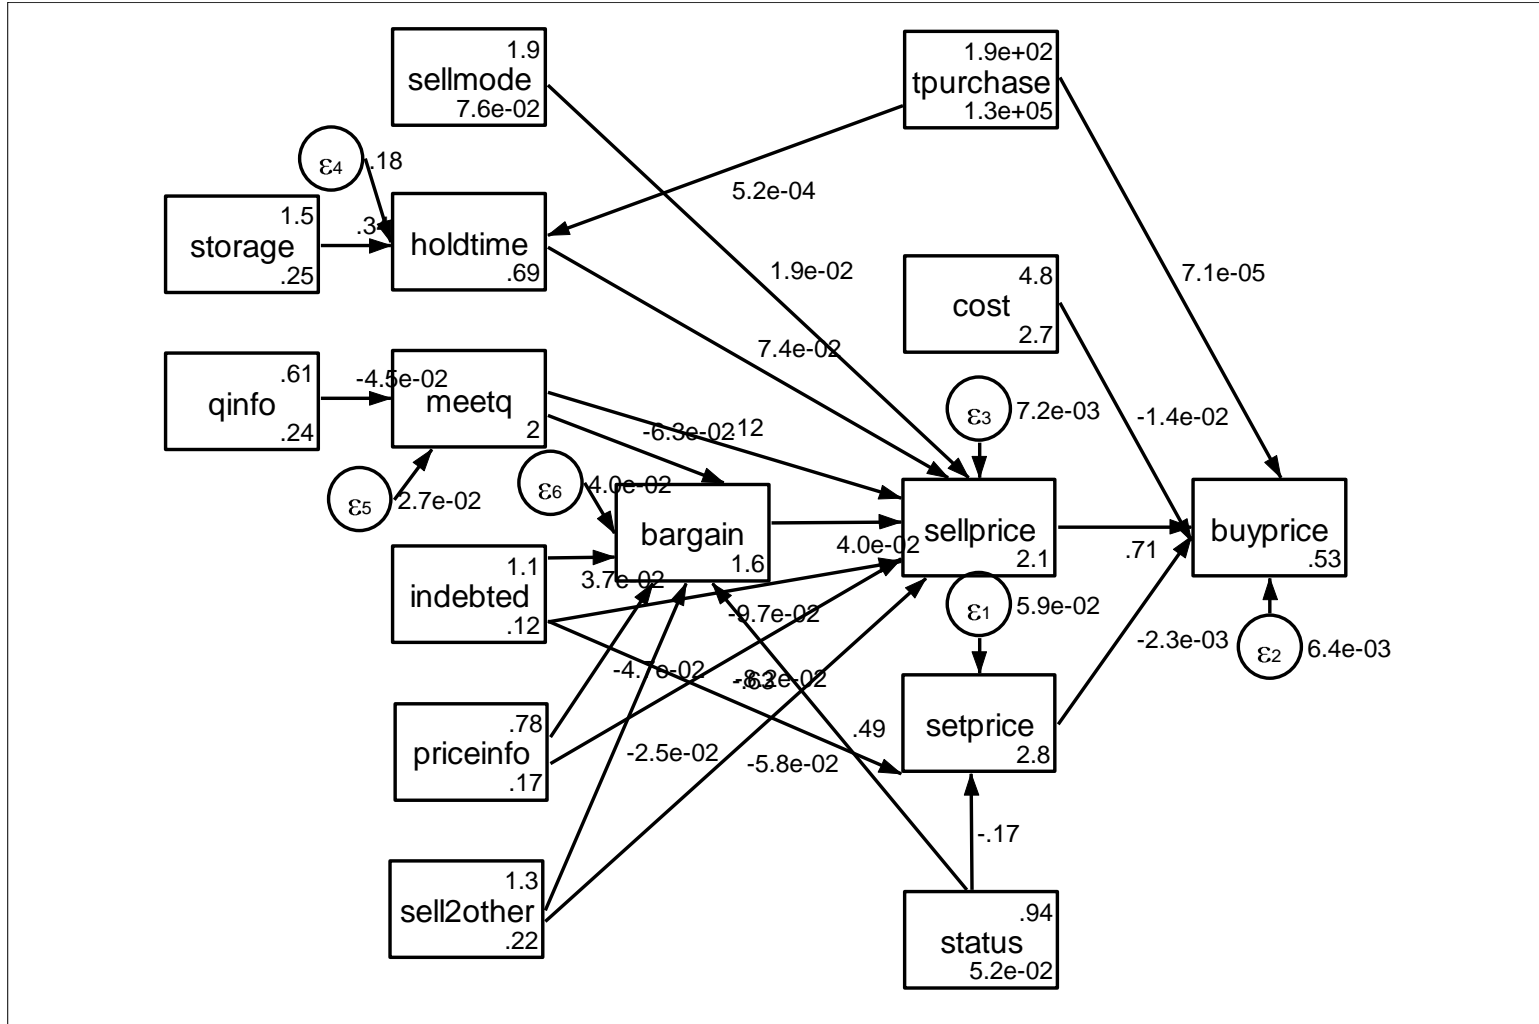 1.9
sellmode
7.6e-02
1.9e+02
tpurchase
1.3e+05
ε4
.18
5.2e-04
1.5
storage
.25
holdtime
.69
1.9e-02
7.1e-05
4.8
cost
2.7
7.4e-02
.61
qinfo
.24
-4.5e-02
meetq
2
ε3
7.2e-03
-1.4e-02
-6.3e-02
.12
ε5
2.7e-02
ε6
4.0e-02
bargain
1.6
4.0e-02
sellprice
2.1
.71
buyprice
.53
1.1
indebted
.12
3.7e-02
-9.7e-02
ε1
5.9e-02
-2.3e-03
ε2
6.4e-03
.78
priceinfo
.17
-2.5e-02
-5.8e-02
.49
setprice
2.8
-.17
1.3
sell2other
.22
.94
status
5.2e-02